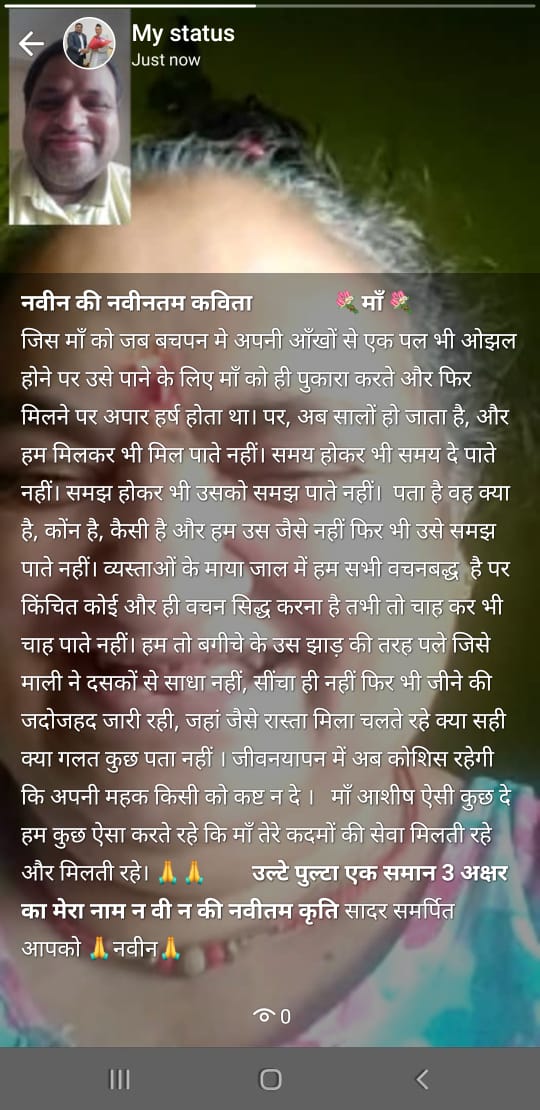 My status
Just now
नवीन की नवीनतम कविता 💐 माँ 💐
जिस माँ को जब बचपन मे अपनी आँखों से एक पल भी ओझल
होने पर उसे पाने के लिए माँ को ही पुकारा करते और फिर
मिलने पर अपार हर्ष होता था। पर, अब सालों हो जाता है, और
हम मिलकर भी मिल पाते नहीं। समय होकर भी समय दे पाते
नहीं। समझ होकर भी उसको समझ पाते नहीं। पता है वह क्या
है, कोंन है, कैसी है और हम उस जैसे नहीं फिर भी उसे समझ
पाते नहीं। व्यस्ताओं के माया जाल में हम सभी वचनबद्ध है पर
किंचित कोई और ही वचन सिद्ध करना है तभी तो चाह कर भी
चाह पाते नहीं। हम तो बगीचे के उस झाड़ की तरह पले जिसे
माली ने दसकों से साधा नहीं, सींचा ही नहीं फिर भी जीने की
जदोजहद जारी रही, जहां जैसे रास्ता मिला चलते रहे क्या सही
क्या गलत कुछ पता नहीं । जीवनयापन में अब कोशिस रहेगी
कि अपनी महक किसी को कष्ट न दे । माँ आशीष ऐसी कुछ दे
हम कुछ ऐसा करते रहे कि माँ तेरे कदमों की सेवा मिलती रहे
और मिलती रहे। 🙏 🙏 उल्टे पुल्टा एक समान 3 अक्षर
का मेरा नाम न वी न की नवीतम कृति सादर समर्पित
आपको 🙏नवीन🙏
0